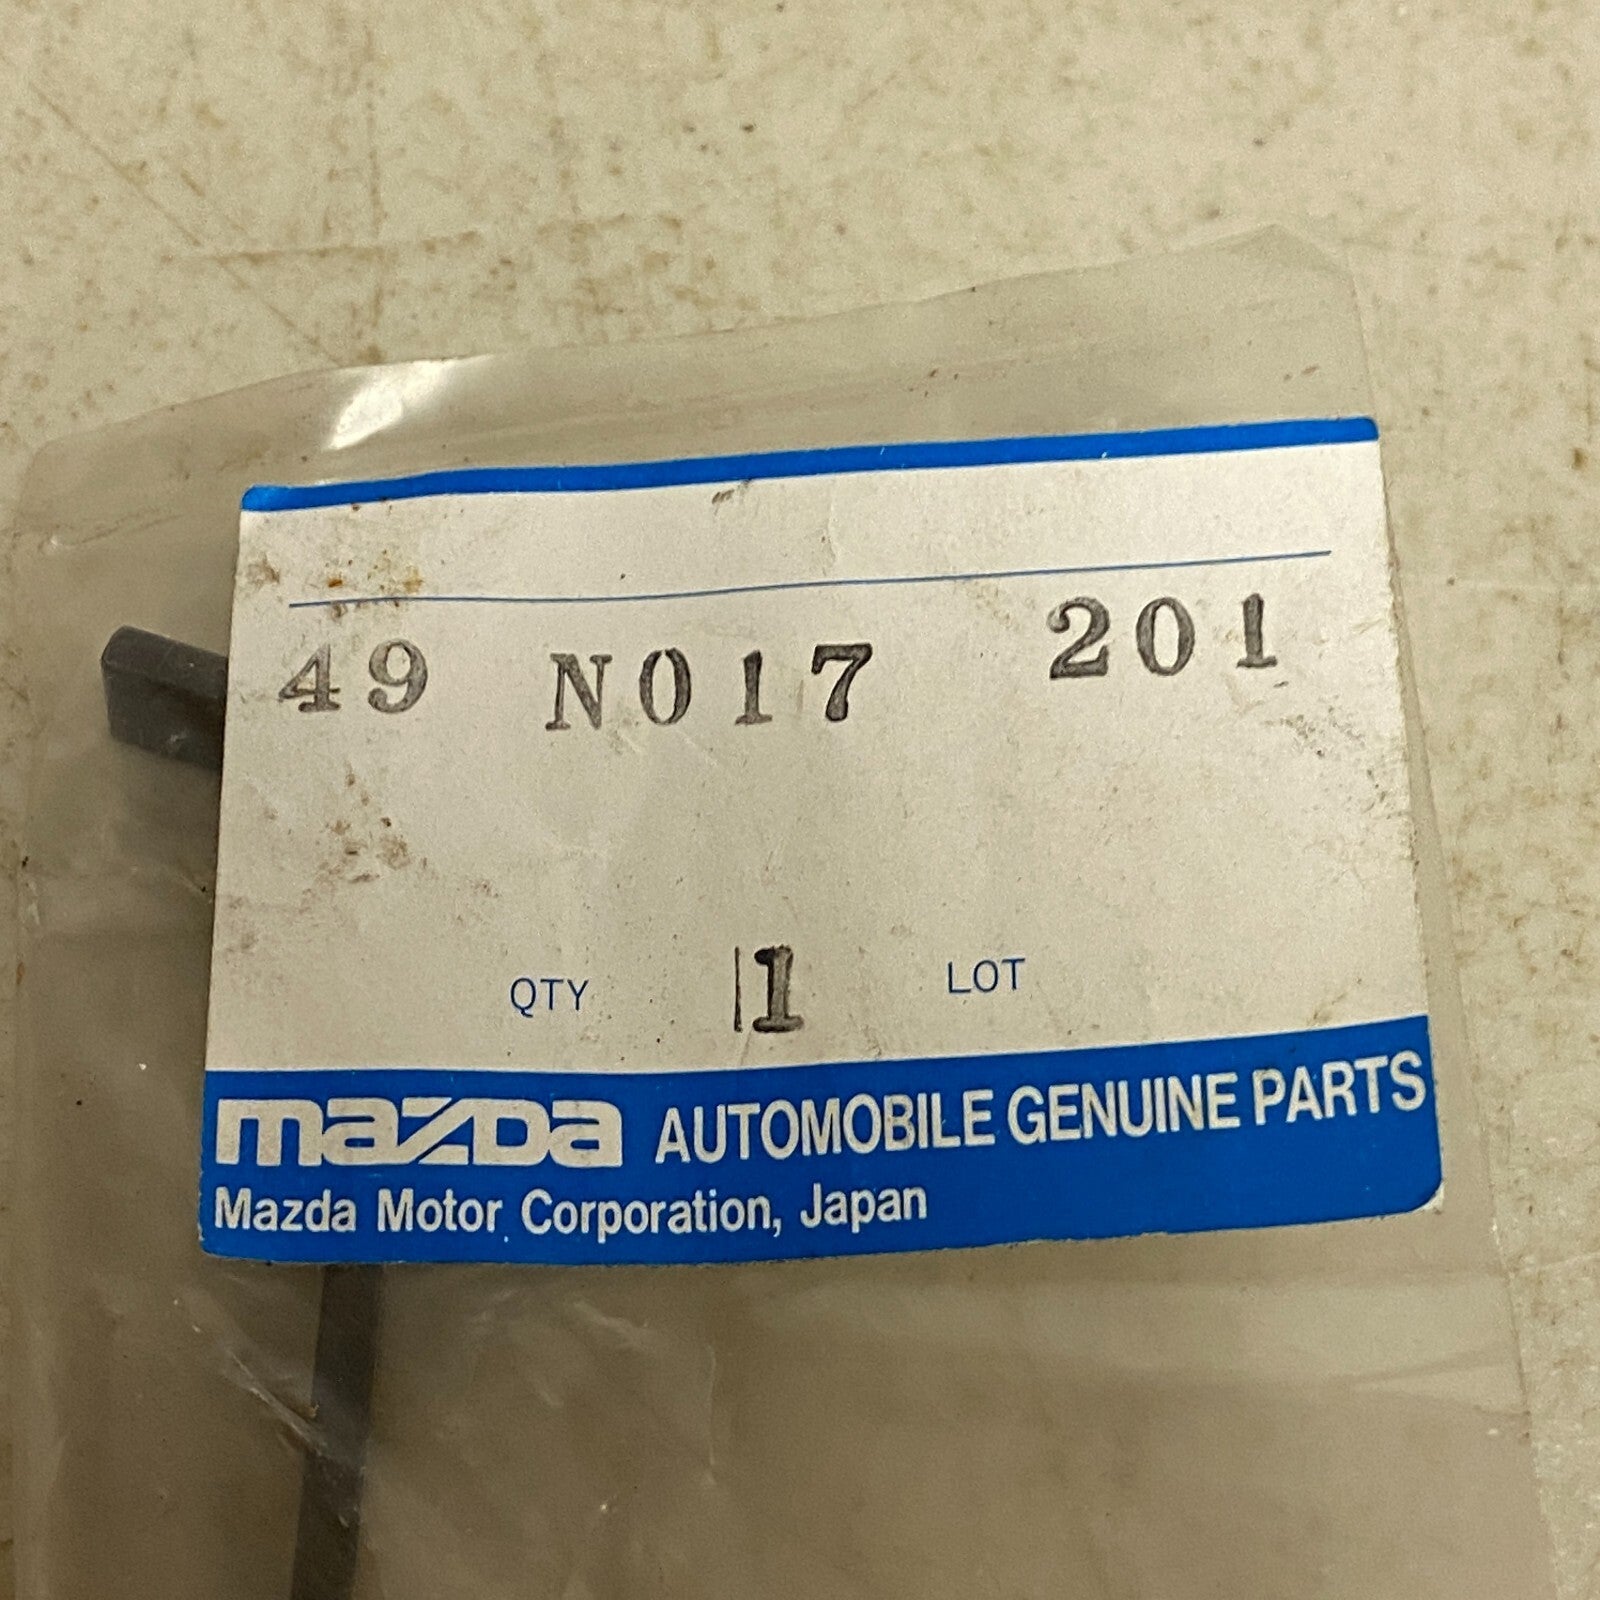 49 N017 201
QTY 1 LOT
mazda AUTOMOBILE GENUINE PARTS
Mazda Motor Corporation, Japan